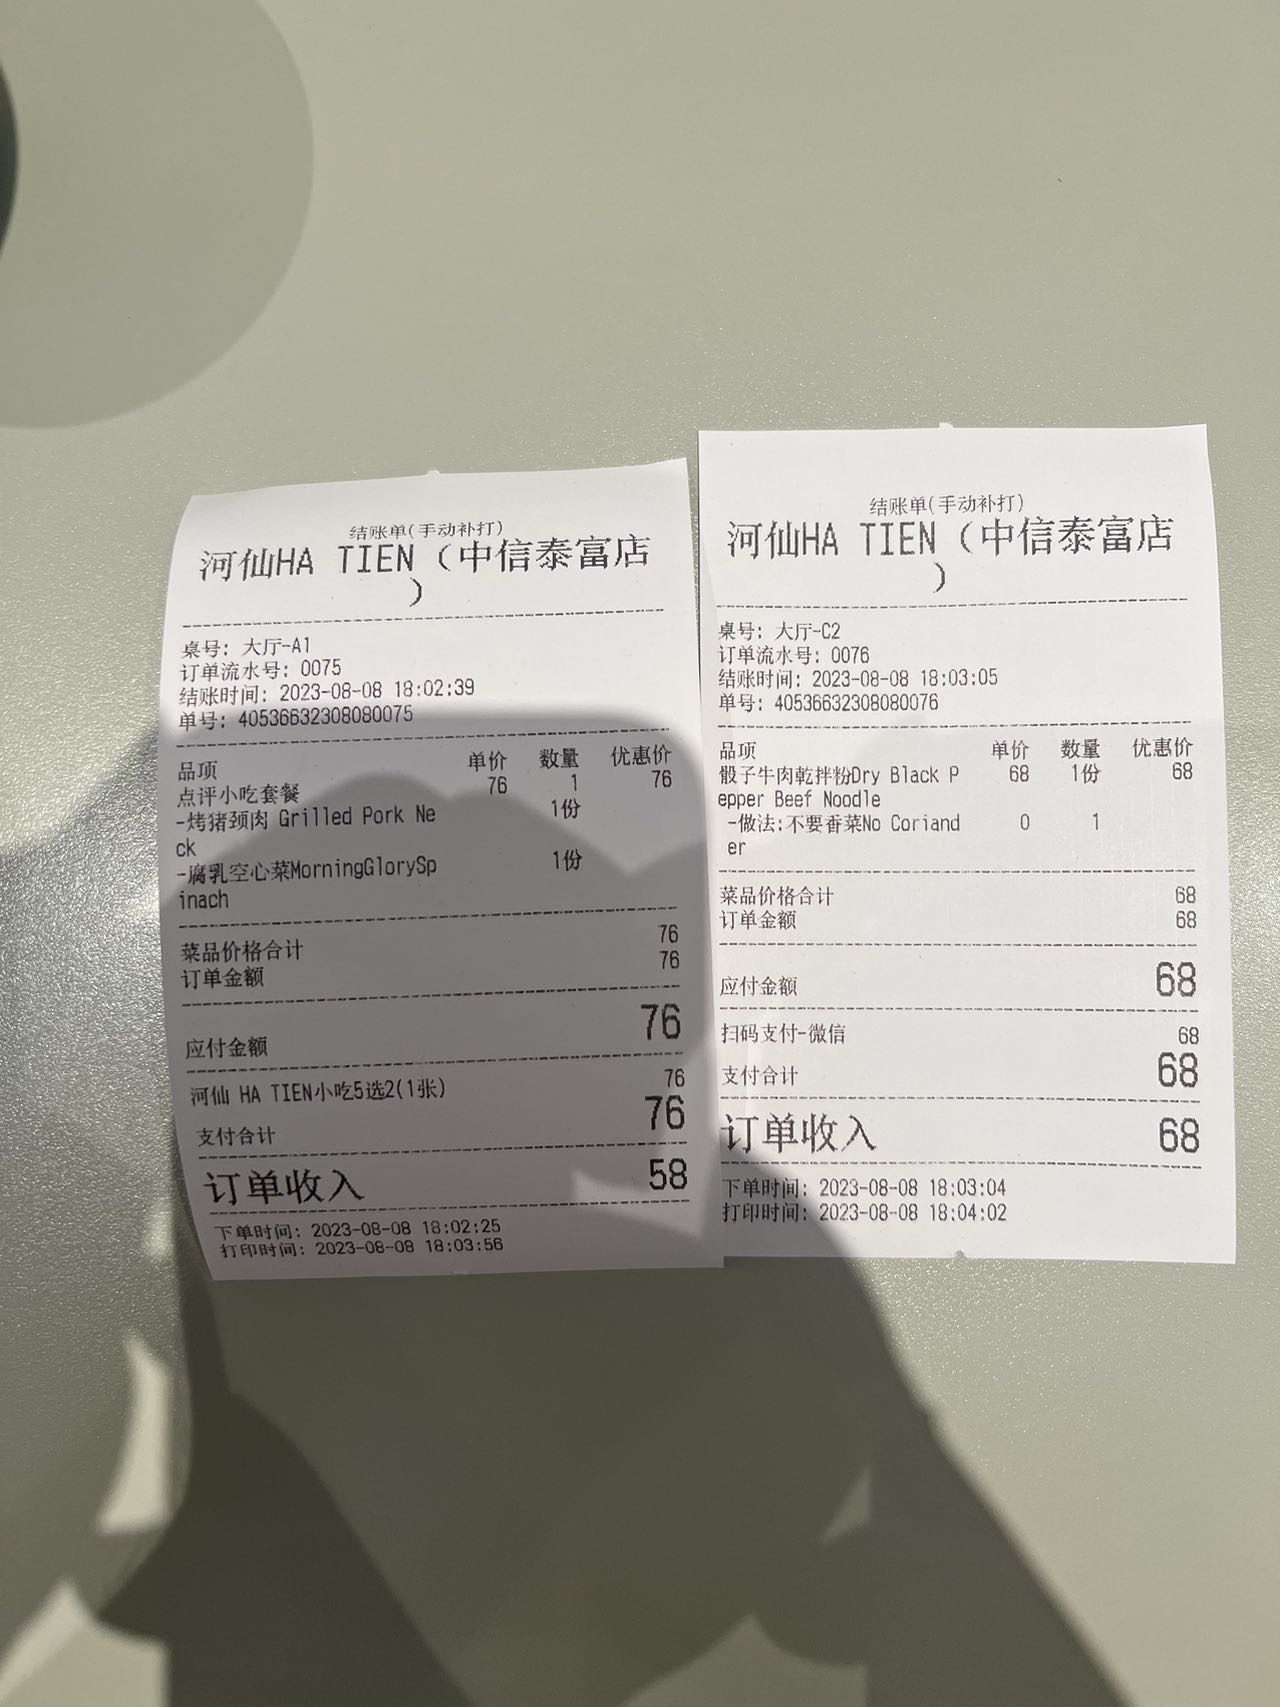 结账单(手动补打)
河仙HA TIEN（中信泰富店
）
桌号: 大厅-A1
订单流水号: 0075
结账时间: 2023-08-08 18:02:39
单号: 40536632308080075
品项 单价 数量 优惠价
点评小吃套餐 76 1 76
-烤猪颈肉 Grilled Pork Ne 1份
ck
-腐乳空心菜MorningGlorySp 1份
inach
菜品价格合计 76
订单金额 76
应付金额 76
河仙 HA TIEN小吃5选2(1张) 76
支付合计 76
订单收入 58
下单时间: 2023-08-08 18:02:25
打印时间: 2023-08-08 18:03:56
结账单(手动补打)
河仙HA TIEN（中信泰富店
）
桌号: 大厅-C2
订单流水号: 0076
结账时间: 2023-08-08 18:03:05
单号: 40536632308080076
品项 单价 数量 优惠价
骰子牛肉乾拌粉Dry Black P 68 1份 68
epper Beef Noodle
-做法:不要香菜No Coriand 0 1
er
菜品价格合计 68
订单金额 68
应付金额 68
扫码支付-微信 68
支付合计 68
订单收入 68
下单时间: 2023-08-08 18:03:04
打印时间: 2023-08-08 18:04:02